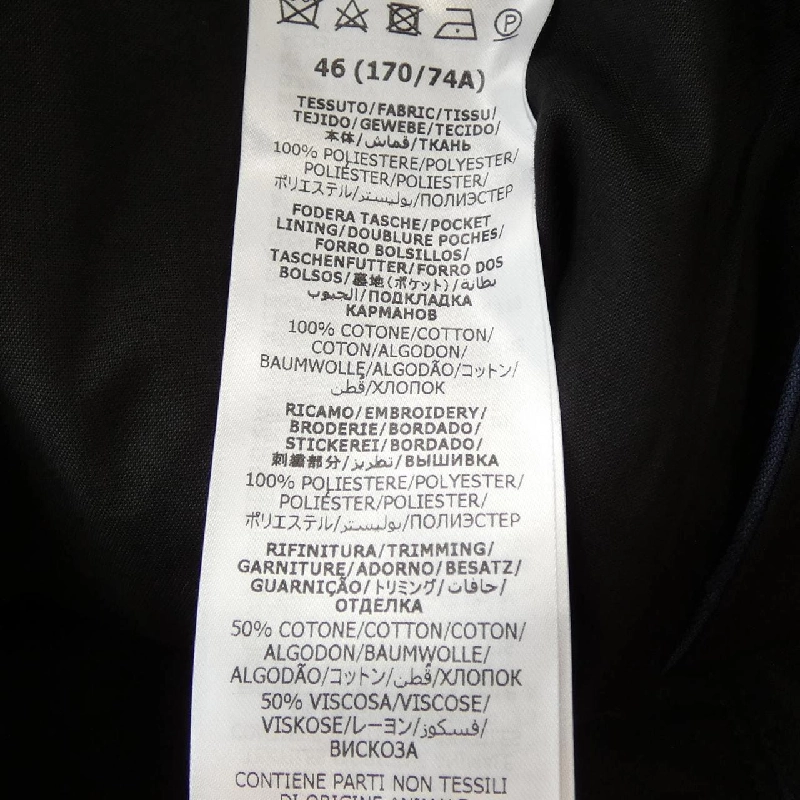 P
46 (170/74A)
TESSUTO/FABRIC/TISSU/
TEJIDO/GEWEBE/TECIDO/
本体/قماش/ТКАНЬ
100% POLIESTERE/POLYESTER/
POLIÉSTER/POLIESTER/
ポリエステル/بوليستر/ПОЛИЭСТЕР
FODERA TASCHE/POCKET
LINING/DOUBLURE POCHES/
FORRO BOLSILLOS/
TASCHENFUTTER/FORRO DOS
BOLSOS/裏地(ポケット)/بطانة
الجيوب/ПОДКЛАДКА
КАРМАНОВ
100% COTONE/COTTON/
COTON/ALGODON/
BAUMWOLLE/ALGODÃO/コットン/
قطن/ХЛОПОК
RICAMO/EMBROIDERY/
BRODERIE/BORDADO/
STICKEREI/BORDADO/
刺繍部分/تطريز/ВЫШИВКА
100% POLIESTERE/POLYESTER/
POLIÉSTER/POLIESTER/
ポリエステル/بوليستر/ПОЛИЭСТЕР
RIFINITURA/TRIMMING/
GARNITURE/ADORNO/BESATZ/
GUARNIÇÃO/トリミング/حافات/
ОТДЕЛКА
50% COTONE/COTTON/COTON/
ALGODON/BAUMWOLLE/
ALGODÃO/コットン/قطن/ХЛОПОК
50% VISCOSA/VISCOSE/
VISKOSE/レーヨン/فسكوز/
ВИСКОЗА
CONTIENE PARTI NON TESSILI
DI ORIGINE ANIMALE